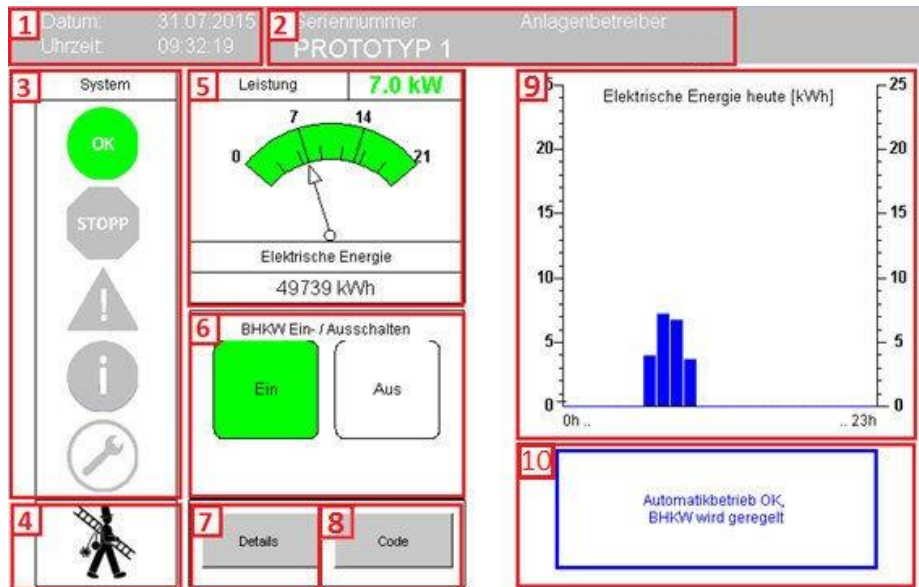 1 Datum: 31.07.2015
Uhrzeit: 09:32:19
2 Seriennummer Anlagenbetreiber
PROTOTYP 1
3 System
OK
STOPP
!
i
4
5 Leistung 7.0 kW
0 7 14 21
Elektrische Energie
49739 kWh
6 BHKW Ein- / Ausschalten
Ein Aus
7 Details
8 Code
9 Elektrische Energie heute [kWh]
5 25
20 20
15 15
10 10
5 5
0 0
0h .. .. 23h
10
Automatikbetrieb OK,
BHKW wird geregelt